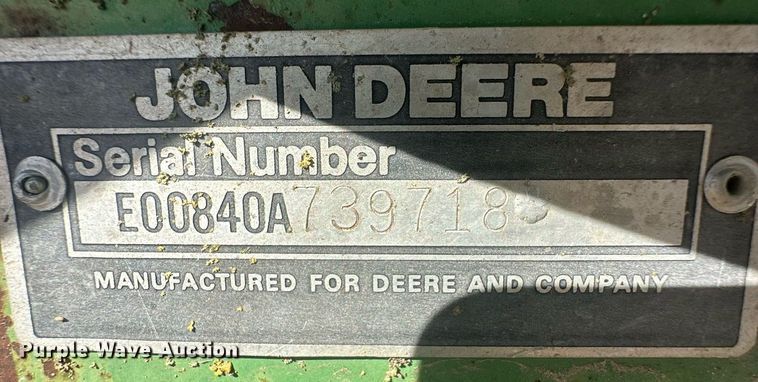 JOHN DEERE
Serial Number
E00840A739718
MANUFACTURED FOR DEERE AND COMPANY
Purple Wave Auction